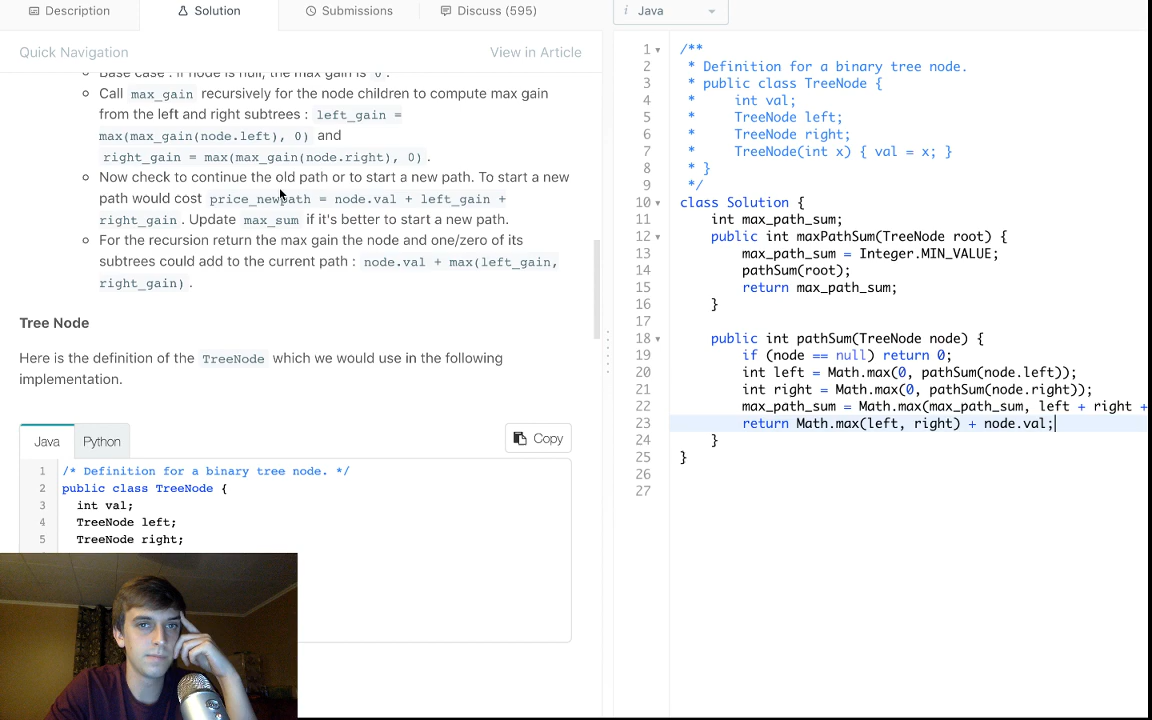 Description
Solution
Submissions
Discuss (595)
i Java
Quick Navigation
View in Article
Base case : if node is null, the max gain is 0 .
Call max_gain recursively for the node children to compute max gain
from the left and right subtrees : left_gain =
max(max_gain(node.left), 0) and
right_gain = max(max_gain(node.right), 0) .
Now check to continue the old path or to start a new path. To start a new
path would cost price_newpath = node.val + left_gain +
right_gain . Update max_sum if it's better to start a new path.
For the recursion return the max gain the node and one/zero of its
subtrees could add to the current path : node.val + max(left_gain,
right_gain) .
Tree Node
Here is the definition of the TreeNode which we would use in the following
implementation.
Java Python
Copy
1 /* Definition for a binary tree node. */
2 public class TreeNode {
3 int val;
4 TreeNode left;
5 TreeNode right;
1 /**
2 * Definition for a binary tree node.
3 * public class TreeNode {
4 * int val;
5 * TreeNode left;
6 * TreeNode right;
7 * TreeNode(int x) { val = x; }
8 * }
9 */
10 class Solution {
11 int max_path_sum;
12 public int maxPathSum(TreeNode root) {
13 max_path_sum = Integer.MIN_VALUE;
14 pathSum(root);
15 return max_path_sum;
16 }
17
18 public int pathSum(TreeNode node) {
19 if (node == null) return 0;
20 int left = Math.max(0, pathSum(node.left));
21 int right = Math.max(0, pathSum(node.right));
22 max_path_sum = Math.max(max_path_sum, left + right +
23 return Math.max(left, right) + node.val;
24 }
25 }
26
27